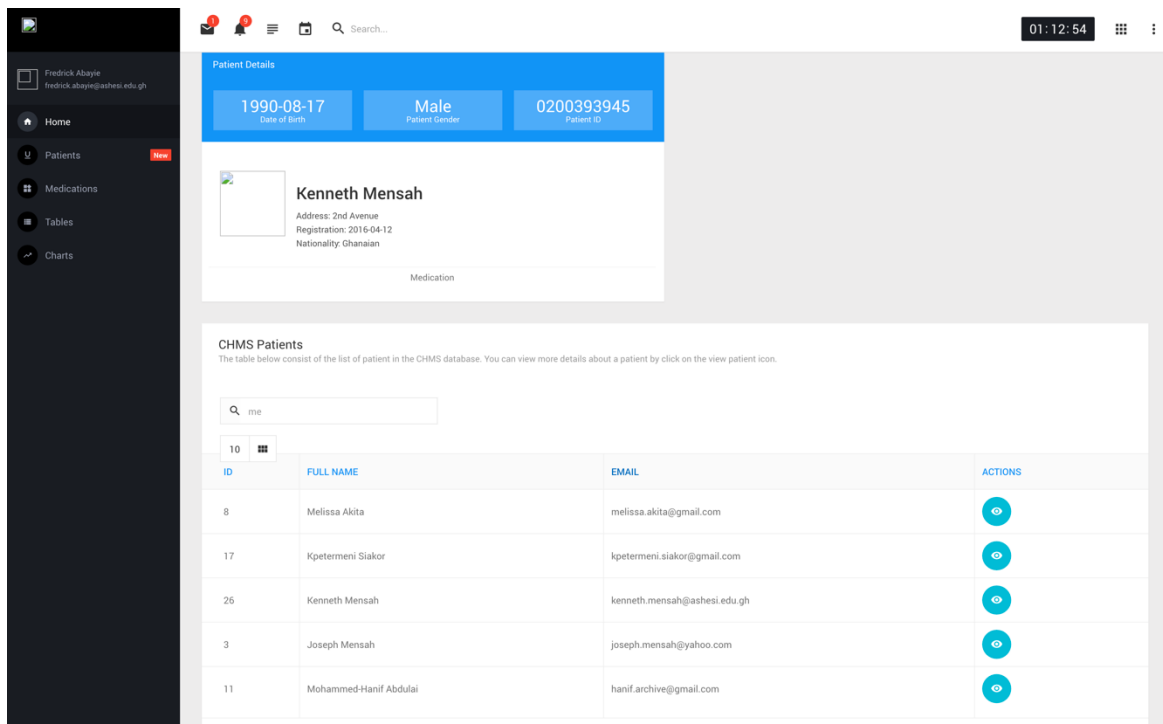 1
9
Search...
01:12:54
Fredrick Abayie
fredrick.abayie@ashesi.edu.gh
Home
Patients New
Medications
Tables
Charts
Patient Details
1990-08-17 Male 0200393945
Date of Birth Patient Gender Patient ID
Kenneth Mensah
Address: 2nd Avenue
Registration: 2016-04-12
Nationality: Ghanaian
Medication
CHMS Patients
The table below consist of the list of patient in the CHMS database. You can view more details about a patient by click on the view patient icon.
me
10
ID FULL NAME EMAIL ACTIONS
8 Melissa Akita melissa.akita@gmail.com
17 Kpetermeni Siakor kpetermeni.siakor@gmail.com
26 Kenneth Mensah kenneth.mensah@ashesi.edu.gh
3 Joseph Mensah joseph.mensah@yahoo.com
11 Mohammed-Hanif Abdulai hanif.archive@gmail.com